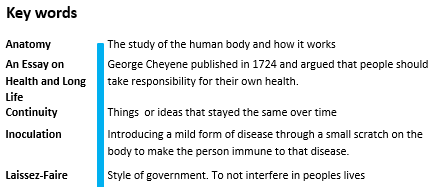 Key words
Anatomy The study of the human body and how it works
An Essay on George Cheyene published in 1724 and argued that people should
Health and Long take responsibility for their own health.
Life
Continuity Things or ideas that stayed the same over time
Inoculation Introducing a mild form of disease through a small scratch on the
body to make the person immune to that disease.
Laissez-Faire Style of government. To not interfere in peoples lives